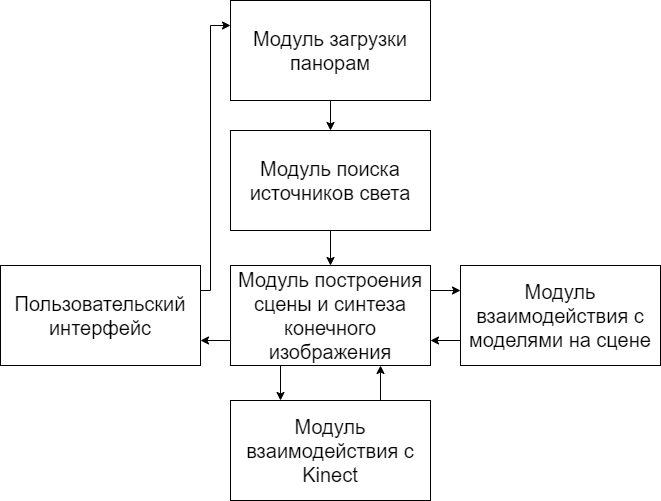 Модуль загрузки
панорам
Модуль поиска
источников света
Пользовательский
интерфейс
Модуль построения
сцены и синтеза
конечного
изображения
Модуль
взаимодействия с
моделями на сцене
Модуль
взаимодействия с
Kinect